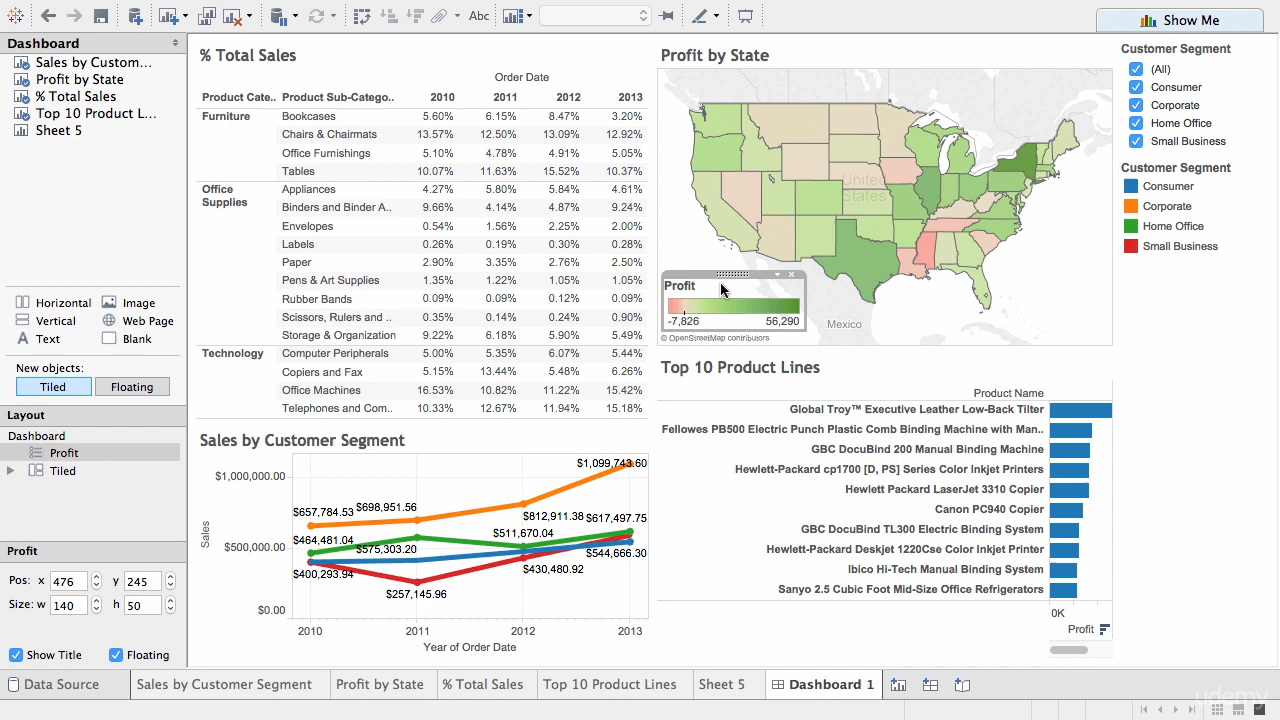 Abc
Show Me
Dashboard
Sales by Custom...
Profit by State
% Total Sales
Top 10 Product L...
Sheet 5
Horizontal Image
Vertical Web Page
Text Blank
New objects:
Tiled Floating
Layout
Dashboard
Profit
Tiled
Profit
Pos: x 476 y 245
Size: w 140 h 50
Show Title Floating
% Total Sales
Order Date
Product Cate.. Product Sub-Catego.. 2010 2011 2012 2013
Furniture Bookcases 5.60% 6.15% 8.47% 3.20%
Chairs & Chairmats 13.57% 12.50% 13.09% 12.92%
Office Furnishings 5.10% 4.78% 4.91% 5.05%
Tables 10.07% 11.63% 15.52% 10.37%
Office Supplies Appliances 4.27% 5.80% 5.84% 4.61%
Binders and Binder A.. 9.66% 4.14% 4.87% 9.24%
Envelopes 0.54% 1.56% 2.25% 2.00%
Labels 0.26% 0.19% 0.30% 0.28%
Paper 2.90% 3.35% 2.76% 2.50%
Pens & Art Supplies 1.35% 1.22% 1.05% 1.05%
Rubber Bands 0.09% 0.09% 0.12% 0.09%
Scissors, Rulers and .. 0.35% 0.14% 0.24% 0.90%
Storage & Organization 9.22% 6.18% 5.90% 5.49%
Technology Computer Peripherals 5.00% 5.35% 6.07% 5.44%
Copiers and Fax 5.15% 13.44% 5.48% 6.26%
Office Machines 16.53% 10.82% 11.22% 15.42%
Telephones and Com.. 10.33% 12.67% 11.94% 15.18%
Sales by Customer Segment
Sales
$1,000,000.00
$500,000.00
$0.00
$1,099,743.60
$657,784.53
$698,951.56
$812,911.38
$617,497.75
$464,481.04
$575,303.20
$511,670.04
$544,666.30
$400,293.94
$257,145.96
$430,480.92
2010 2011 2012 2013
Year of Order Date
Profit by State
United
States
Mexico
Profit
-7,826 56,290
© OpenStreetMap contributors
Top 10 Product Lines
Product Name
Global Troy™ Executive Leather Low-Back Tilter
Fellowes PB500 Electric Punch Plastic Comb Binding Machine with Man..
GBC DocuBind 200 Manual Binding Machine
Hewlett-Packard cp1700 [D, PS] Series Color Inkjet Printers
Hewlett Packard LaserJet 3310 Copier
Canon PC940 Copier
GBC DocuBind TL300 Electric Binding System
Hewlett-Packard Deskjet 1220Cse Color Inkjet Printer
Ibico Hi-Tech Manual Binding System
Sanyo 2.5 Cubic Foot Mid-Size Office Refrigerators
0K
Profit
Customer Segment
(All)
Consumer
Corporate
Home Office
Small Business
Customer Segment
Consumer
Corporate
Home Office
Small Business
Data Source Sales by Customer Segment Profit by State % Total Sales Top 10 Product Lines Sheet 5 Dashboard 1
udemy